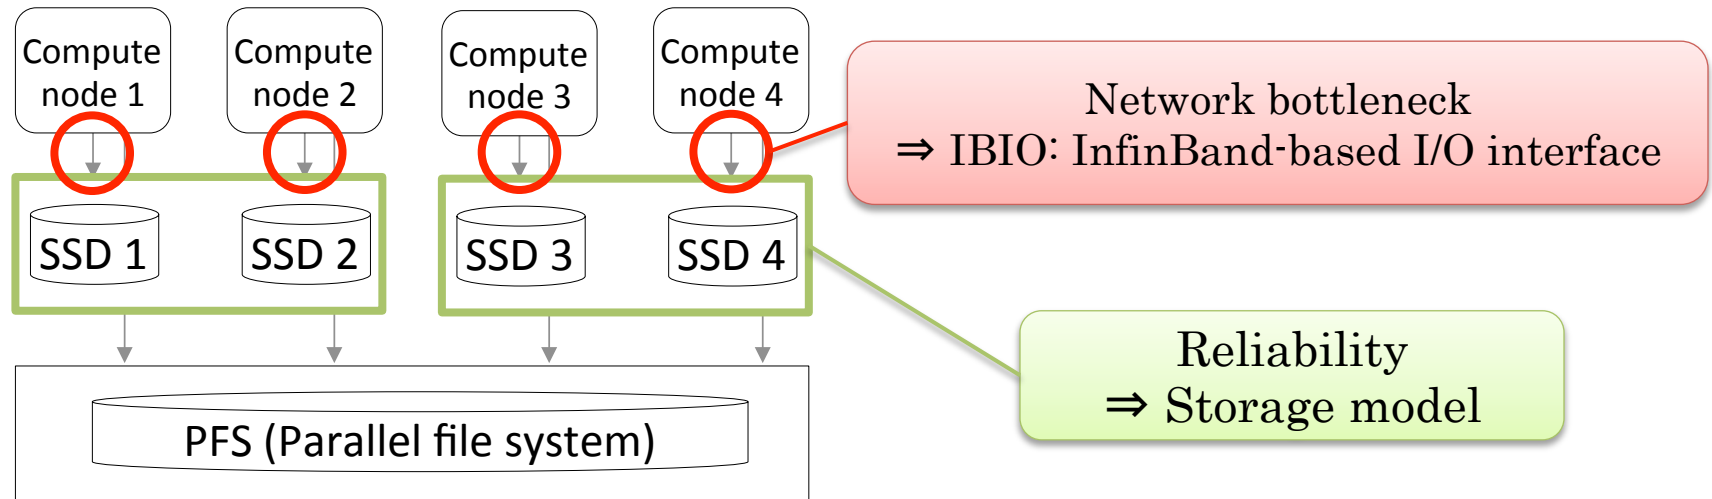 Compute
node 1
Compute
node 2
Compute
node 3
Compute
node 4
Network bottleneck
⇒ IBIO: InfinBand-based I/O interface
SSD 1
SSD 2
SSD 3
SSD 4
Reliability
⇒ Storage model
PFS (Parallel file system)